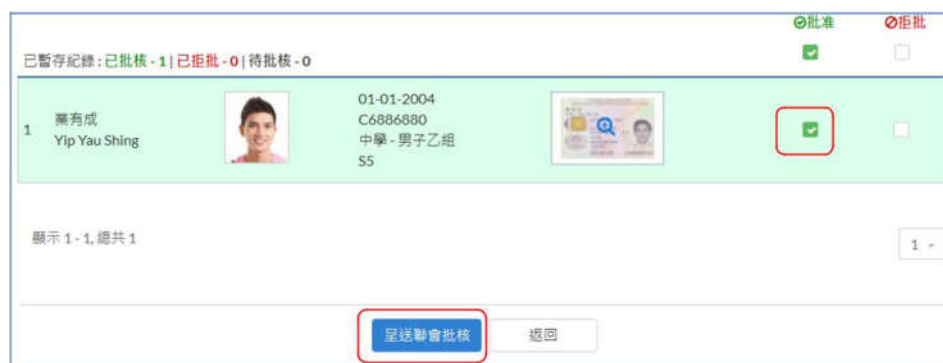 批准 拒批
已暫存紀錄:已批核 - 1 | 已拒批 - 0 | 待批核 - 0
1 葉有成 Yip Yau Shing
01-01-2004
C6886880
中學 - 男子乙組
S5
顯示 1 - 1, 總共 1
1
呈送聯會批核 返回